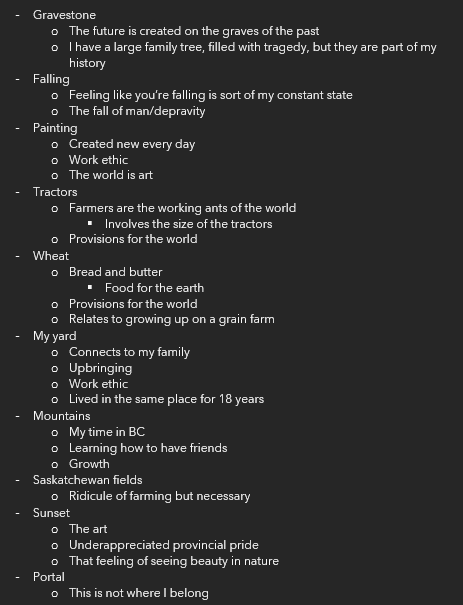 - Gravestone
o The future is created on the graves of the past
o I have a large family tree, filled with tragedy, but they are part of my
history
- Falling
o Feeling like you're falling is sort of my constant state
o The fall of man/depravity
- Painting
o Created new every day
o Work ethic
o The world is art
- Tractors
o Farmers are the working ants of the world
▪ Involves the size of the tractors
o Provisions for the world
- Wheat
o Bread and butter
▪ Food for the earth
o Provisions for the world
o Relates to growing up on a grain farm
- My yard
o Connects to my family
o Upbringing
o Work ethic
o Lived in the same place for 18 years
- Mountains
o My time in BC
o Learning how to have friends
o Growth
- Saskatchewan fields
o Ridicule of farming but necessary
- Sunset
o The art
o Underappreciated provincial pride
o That feeling of seeing beauty in nature
- Portal
o This is not where I belong